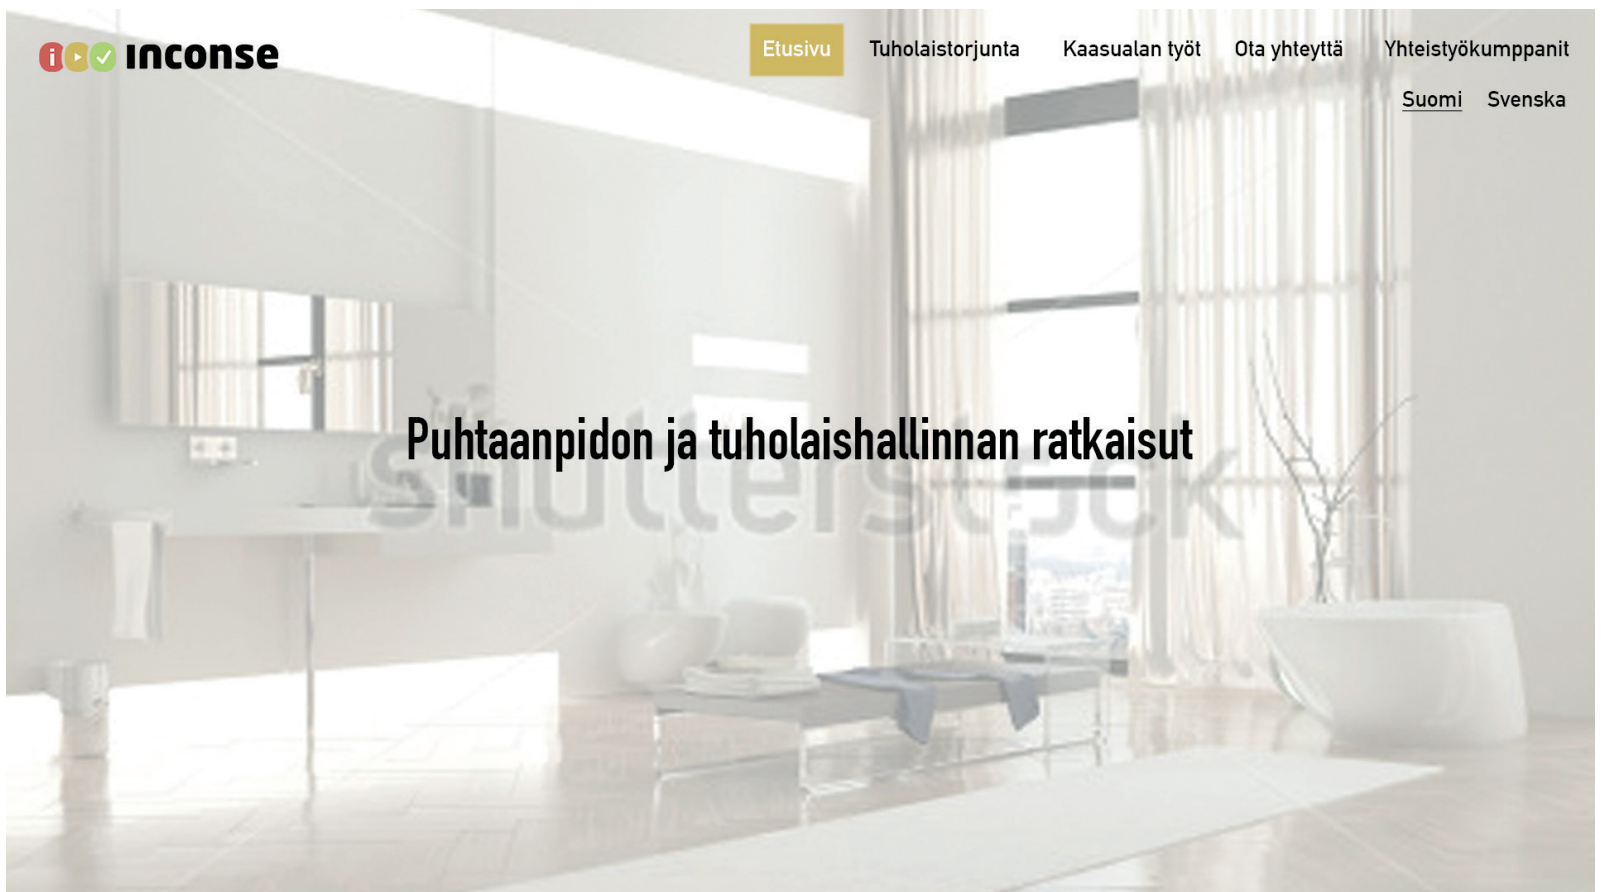 i inconse
Etusivu Tuholaistorjunta Kaasualan työt Ota yhteyttä Yhteistyökumppanit
Suomi Svenska
Puhtaanpidon ja tuholaishallinnan ratkaisut
shutterstock